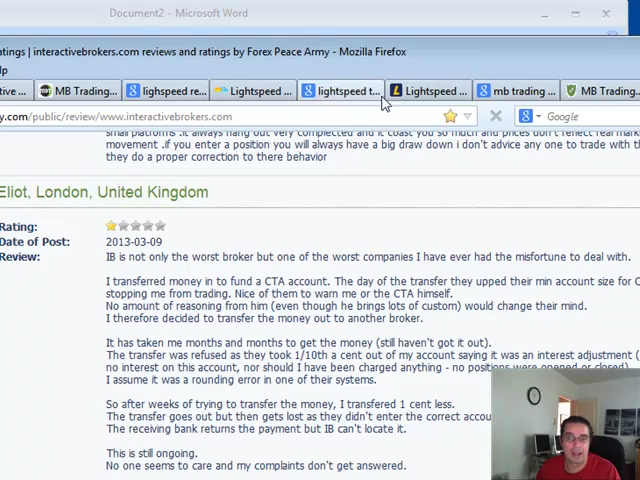 Document2 - Microsoft Word
atings | interactivebrokers.com reviews and ratings by Forex Peace Army - Mozilla Firefox
lp
ive ...
MB Trading...
lighspeed re...
Lightspeed ...
lightspeed t...
Lightspeed ...
mb trading ...
MB Trading:
y.com/public/review/www.interactivebrokers.com
Google
small platforms .it always hang out very complected and it coast you so much and prices don't reflect real mark
movement .if you enter a position you will always have a big draw down i don't advice any one to trade with t
they do a proper correction to there behavior
Eliot, London, United Kingdom
Rating:
Date of Post: 2013-03-09
Review: IB is not only the worst broker but one of the worst companies I have ever had the misfortune to deal with.
I transferred money in to fund a CTA account. The day of the transfer they upped their min account size for C
stopping me from trading. Nice of them to warn me or the CTA himself.
No amount of reasoning from him (even though he brings lots of custom) would change their mind.
I therefore decided to transfer the money out to another broker.
It has taken me months and months to get the money (still haven't got it out).
The transfer was refused as they took 1/10th a cent out of my account saying it was an interest adjustment (
no interest on this account, nor should I have been charged anything - no positions were opened or closed)
I assume it was a rounding error in one of their systems.
So after weeks of trying to transfer the money, I transfered 1 cent less.
The transfer goes out but then gets lost as they didn't enter the correct accou
The receiving bank returns the payment but IB can't locate it.
This is still ongoing.
No one seems to care and my complaints don't get answered.